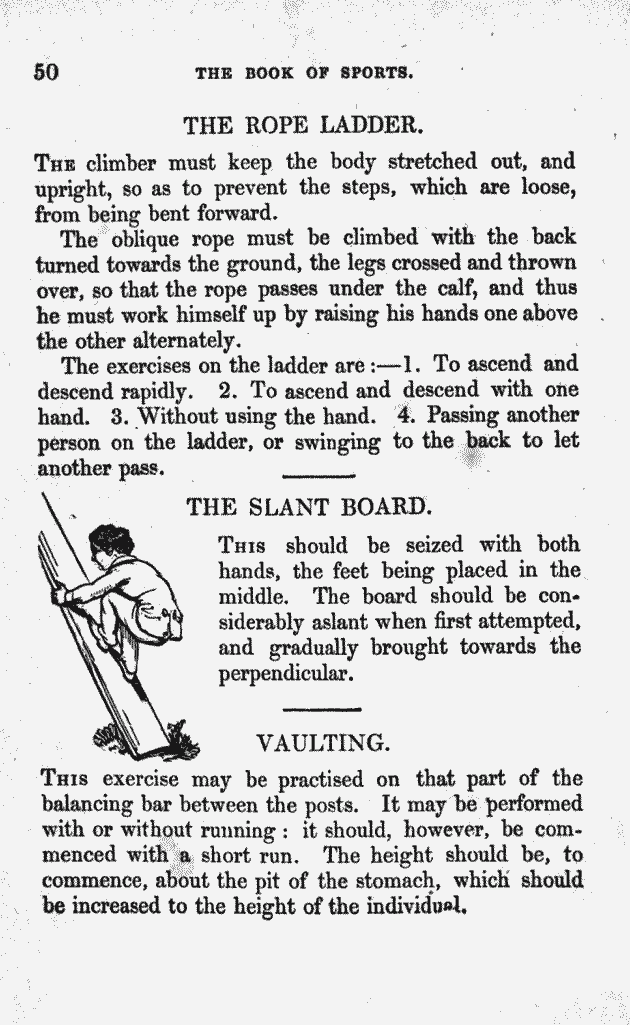 50 THE BOOK OF SPORTS.
THE ROPE LADDER.
THE climber must keep the body stretched out, and
upright, so as to prevent the steps, which are loose,
from being bent forward.
The oblique rope must be climbed with the back
turned towards the ground, the legs crossed and thrown
over, so that the rope passes under the calf, and thus
he must work himself up by raising his hands one above
the other alternately.
The exercises on the ladder are :—1. To ascend and
descend rapidly. 2. To ascend and descend with one
hand. 3. Without using the hand. 4. Passing another
person on the ladder, or swinging to the back to let
another pass.
THE SLANT BOARD.
THIS should be seized with both
hands, the feet being placed in the
middle. The board should be con-
siderably aslant when first attempted,
and gradually brought towards the
perpendicular.
VAULTING.
THIS exercise may be practised on that part of the
balancing bar between the posts. It may be performed
with or without running : it should, however, be com-
menced with a short run. The height should be, to
commence, about the pit of the stomach, which should
be increased to the height of the individual.